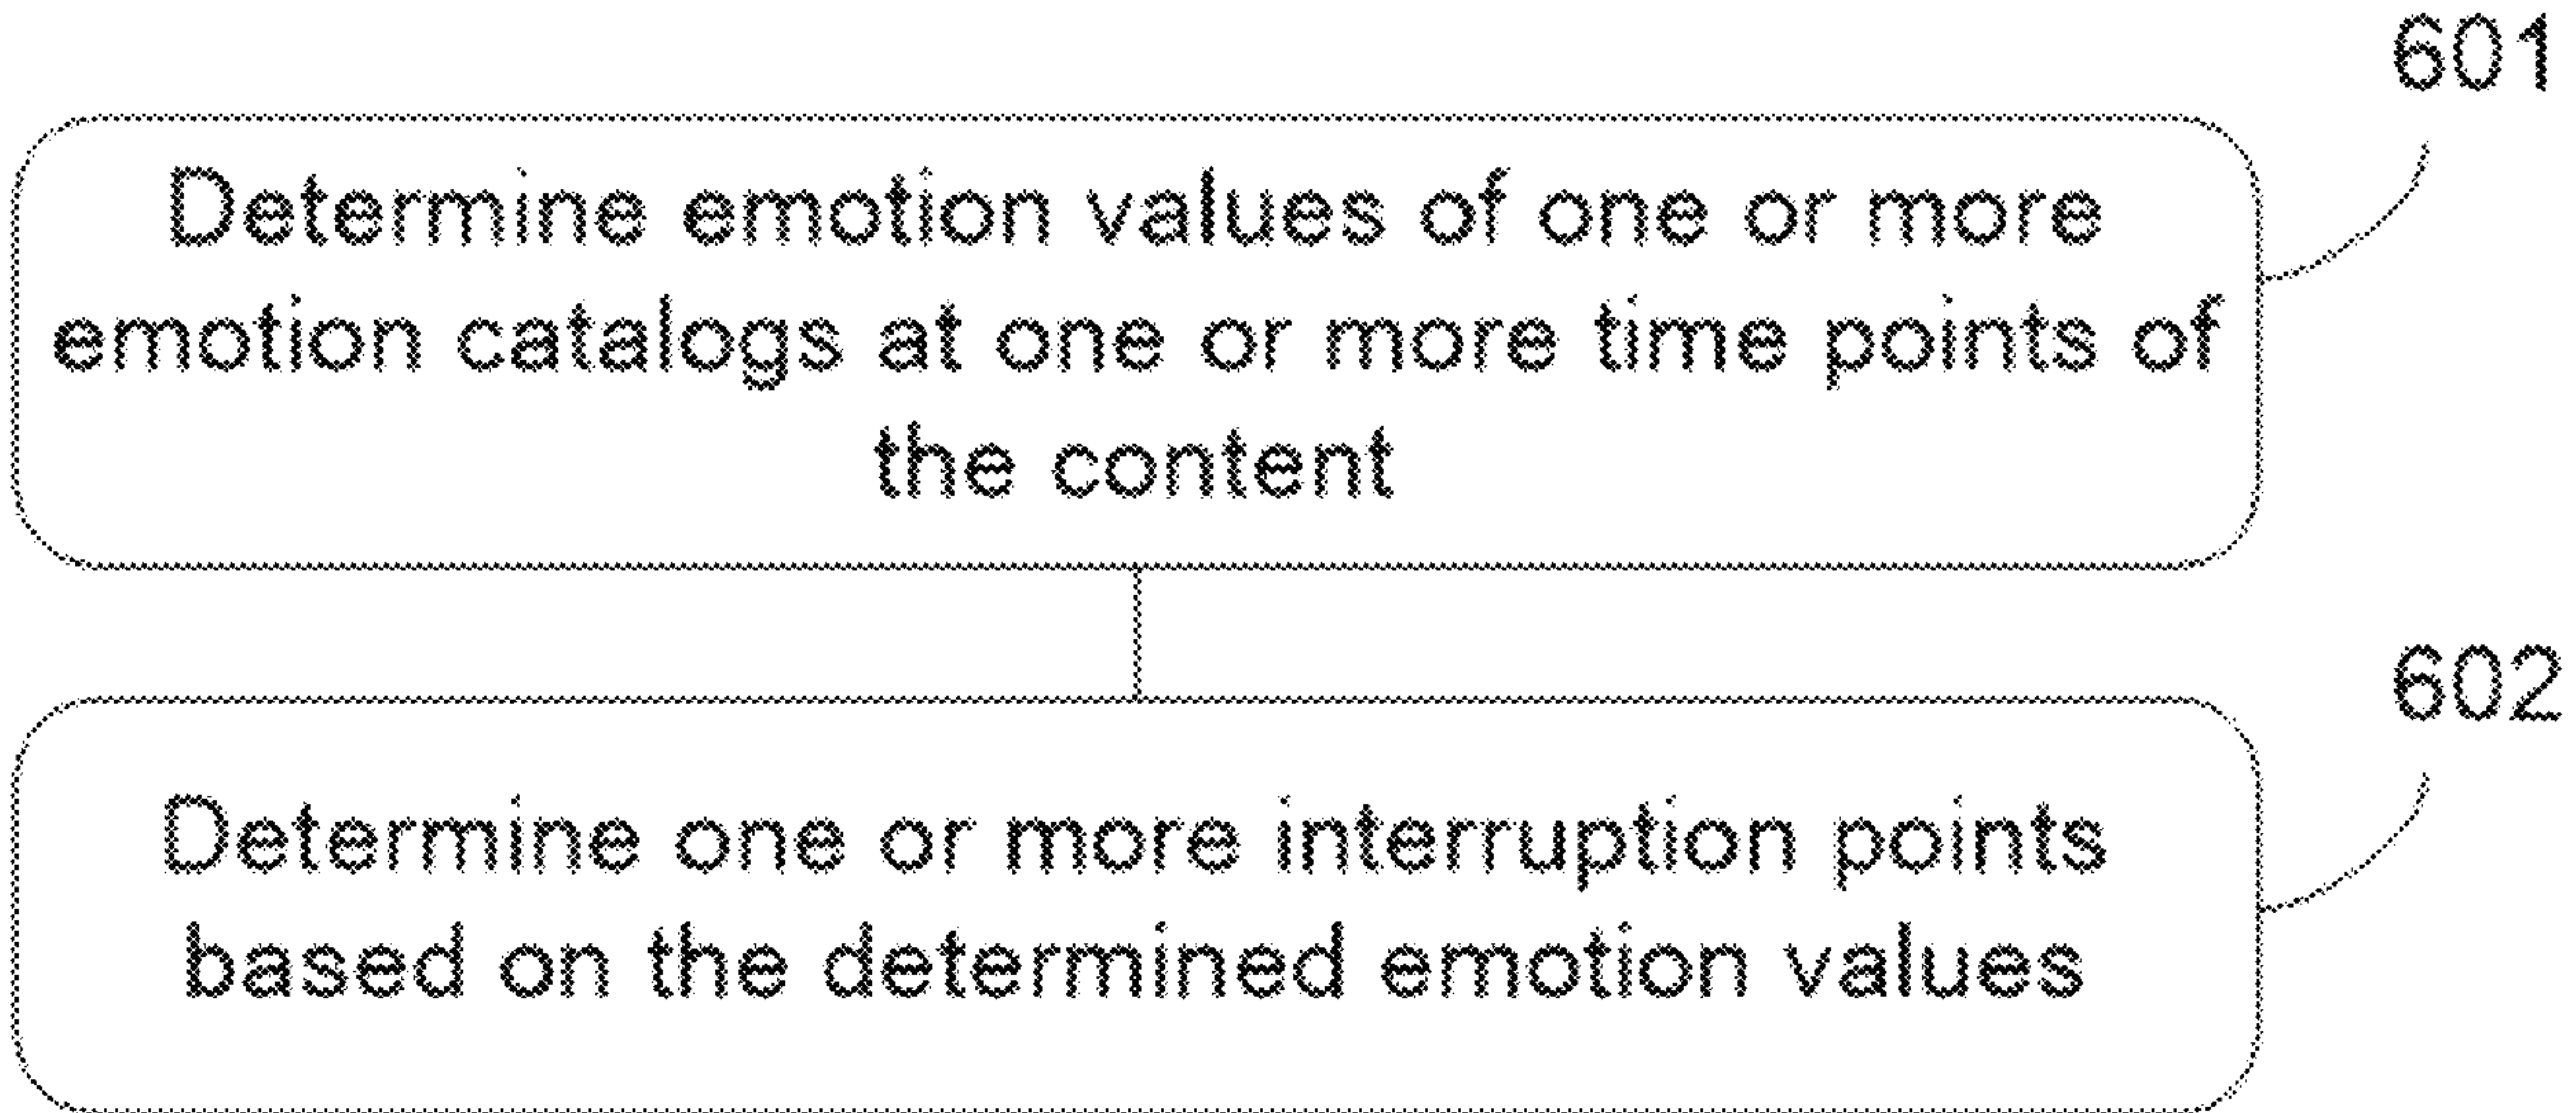 601
Determine emotion values of one or more
emotion catalogs at one or more time points of
the content
602
Determine one or more interruption points
based on the determined emotion values